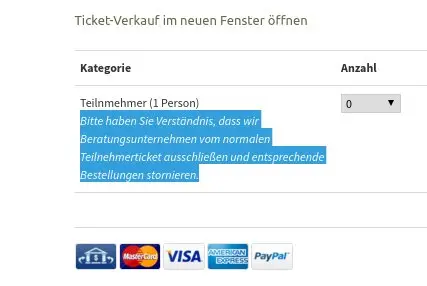 Ticket-Verkauf im neuen Fenster öffnen
Kategorie Anzahl
Teilnmehmer (1 Person) 0
Bitte haben Sie Verständnis, dass wir
Beratungsunternehmen vom normalen
Teilnehmerticket ausschließen und entsprechende
Bestellungen stornieren.
$ MasterCard VISA AMERICAN EXPRESS PayPal